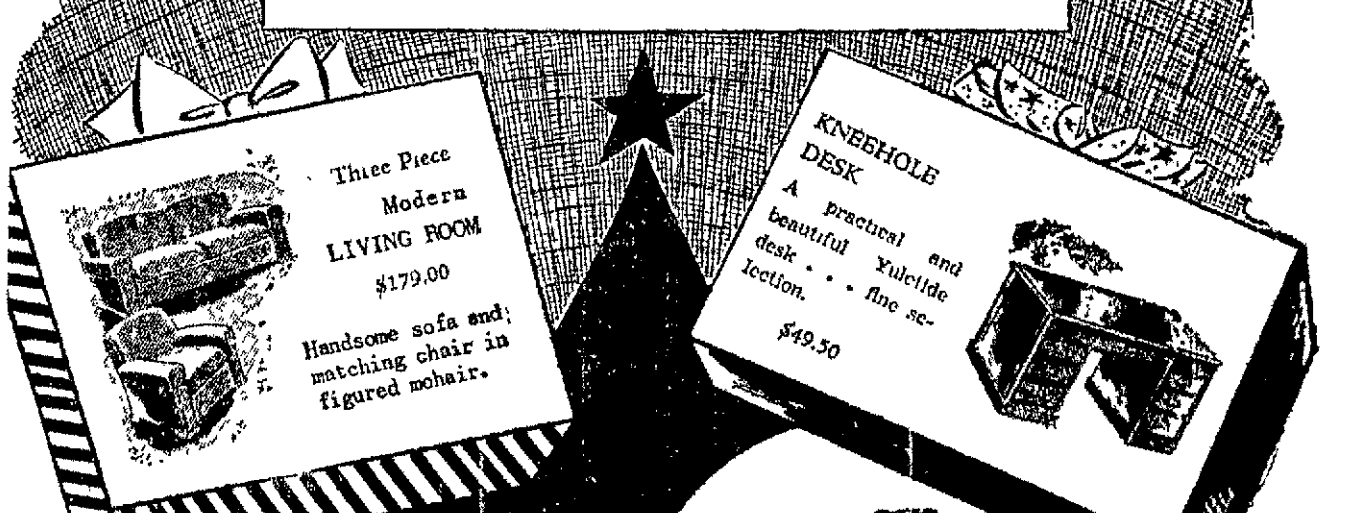 Three Piece
Modern
LIVING ROOM
$179.00
Handsome sofa and
matching chair in
figured mohair.
KNEEHOLE
DESK
A practical and
beautiful Yuletide
desk . . . fine se-
lection.
$49.50